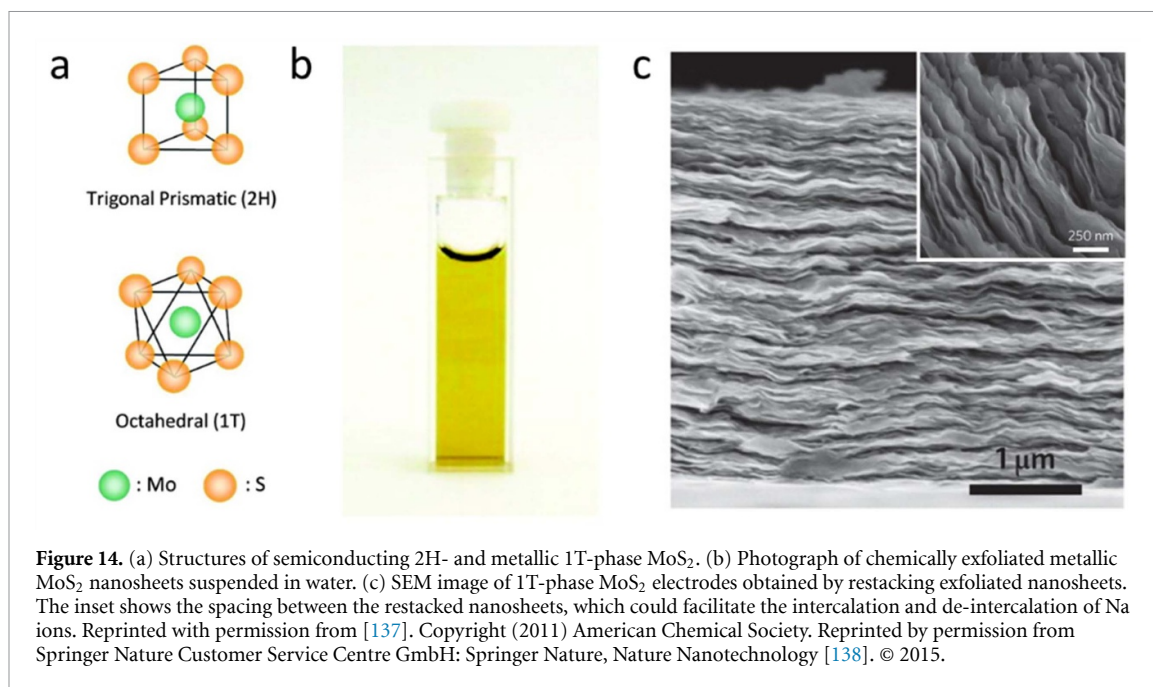 a
b
c
Trigonal Prismatic (2H)
Octahedral (1T)
: Mo
: S
250 nm
1 μm
Figure 14. (a) Structures of semiconducting 2H- and metallic 1T-phase MoS₂. (b) Photograph of chemically exfoliated metallic
MoS₂ nanosheets suspended in water. (c) SEM image of 1T-phase MoS₂ electrodes obtained by restacking exfoliated nanosheets.
The inset shows the spacing between the restacked nanosheets, which could facilitate the intercalation and de-intercalation of Na
ions. Reprinted with permission from [137]. Copyright (2011) American Chemical Society. Reprinted by permission from
Springer Nature Customer Service Centre GmbH: Springer Nature, Nature Nanotechnology [138]. © 2015.